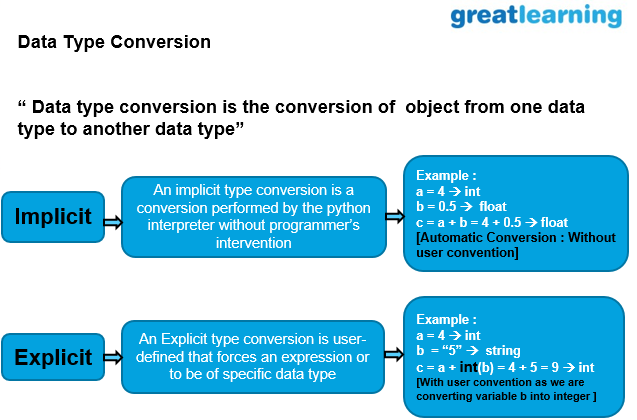 greatlearning
Data Type Conversion
“ Data type conversion is the conversion of object from one data
type to another data type”
Implicit
An implicit type conversion is a
conversion performed by the python
interpreter without programmer’s
intervention
Example :
a = 4 → int
b = 0.5 → float
c = a + b = 4 + 0.5 → float
[Automatic Conversion : Without
user convention]
Explicit
An Explicit type conversion is user-
defined that forces an expression or
to be of specific data type
Example :
a = 4 → int
b = “5” → string
c = a + int(b) = 4 + 5 = 9 → int
[With user convention as we are
converting variable b into integer ]